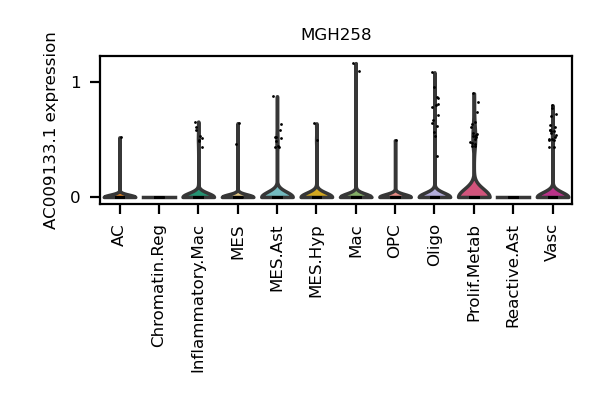 MGH258
AC009133.1 expression
1
0
AC
Chromatin.Reg
Inflammatory.Mac
MES
MES.Ast
MES.Hyp
Mac
OPC
Oligo
Prolif.Metab
Reactive.Ast
Vasc